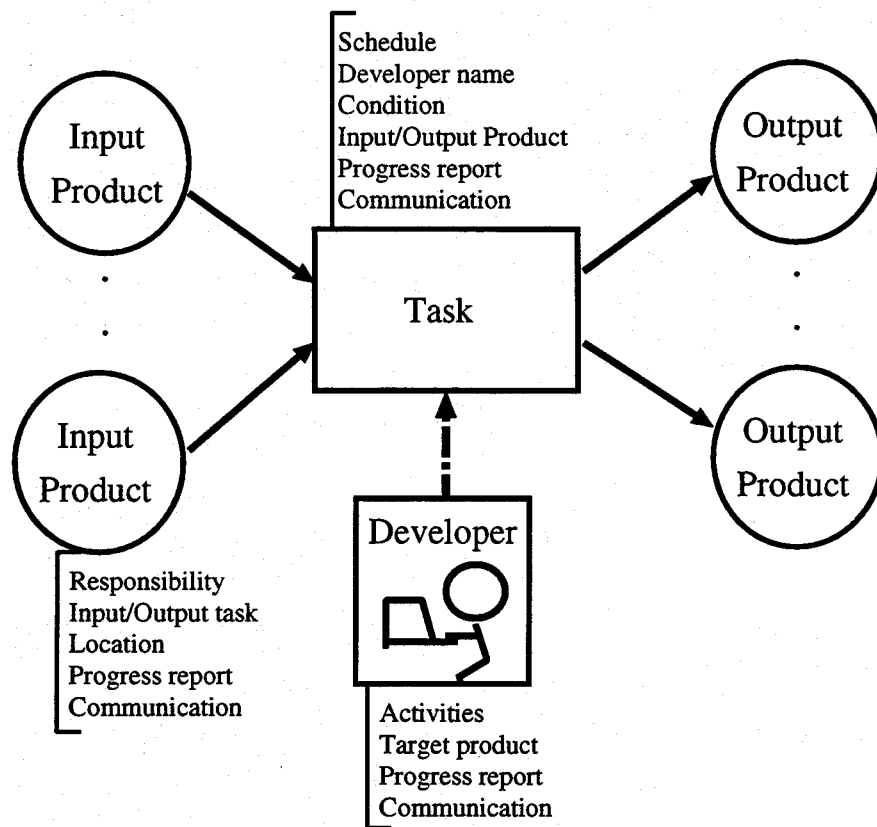 Schedule
Developer name
Condition
Input/Output Product
Progress report
Communication
Input
Product
Output
Product
Task
Input
Product
Output
Product
Developer
Responsibility
Input/Output task
Location
Progress report
Communication
Activities
Target product
Progress report
Communication